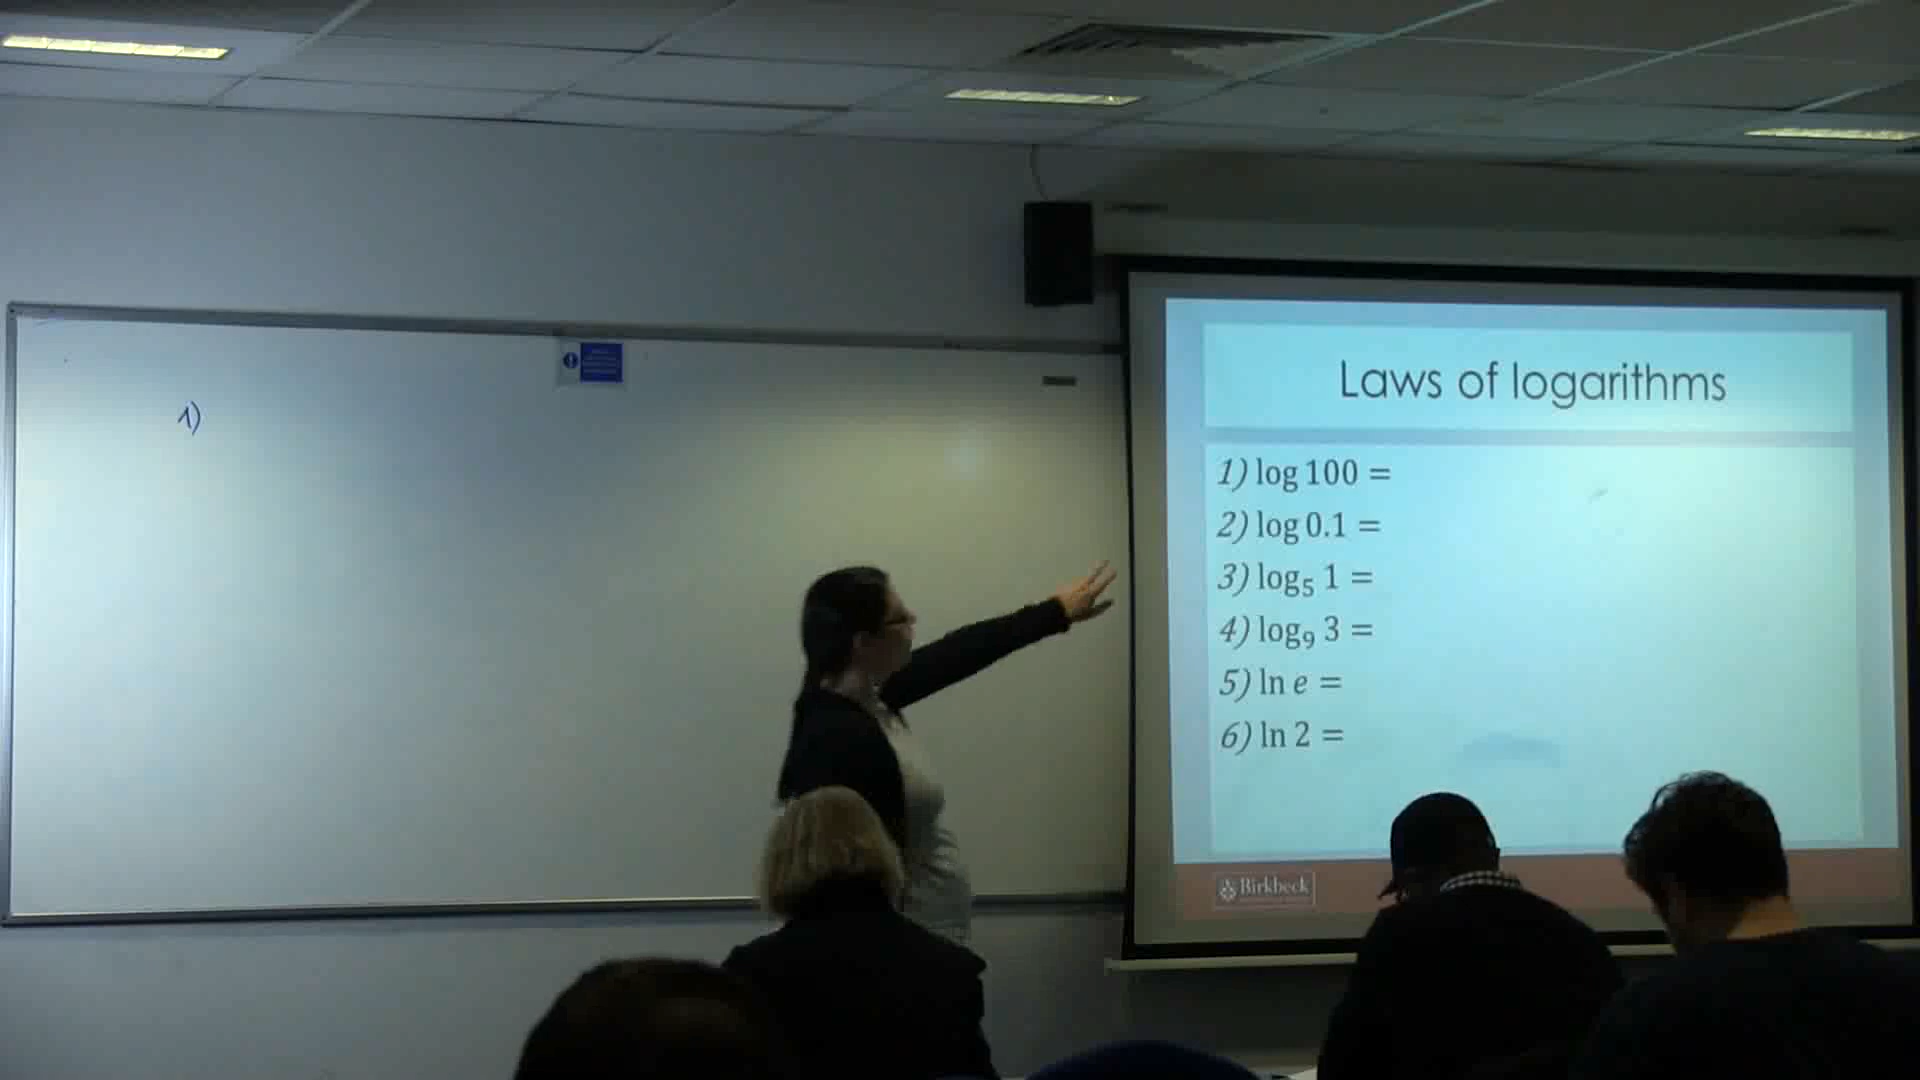 1)
Laws of logarithms
1) log 100 =
2) log 0.1 =
3) log₅ 1 =
4) log₉ 3 =
5) ln e =
6) ln 2 =
Birkbeck